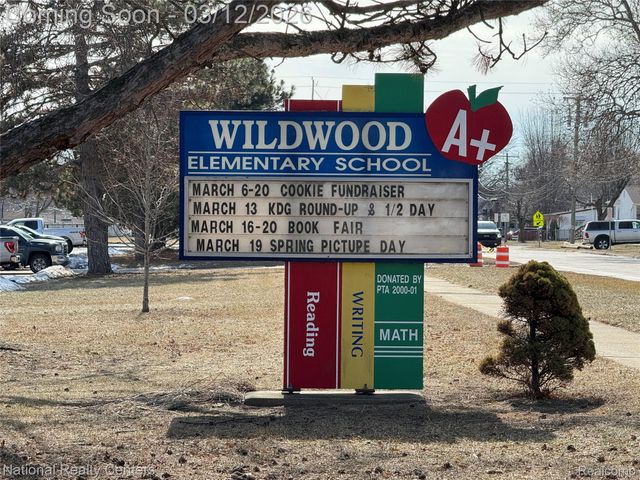 Coming Soon - 03/12/2026
WILDWOOD
ELEMENTARY SCHOOL
A+
MARCH 6-20 COOKIE FUNDRAISER
MARCH 13 KDG ROUND-UP & 1/2 DAY
MARCH 16-20 BOOK FAIR
MARCH 19 SPRING PICTURE DAY
Reading
WRITING
DONATED BY
PTA 2000-01
MATH
National Realty Centers
Realcomp